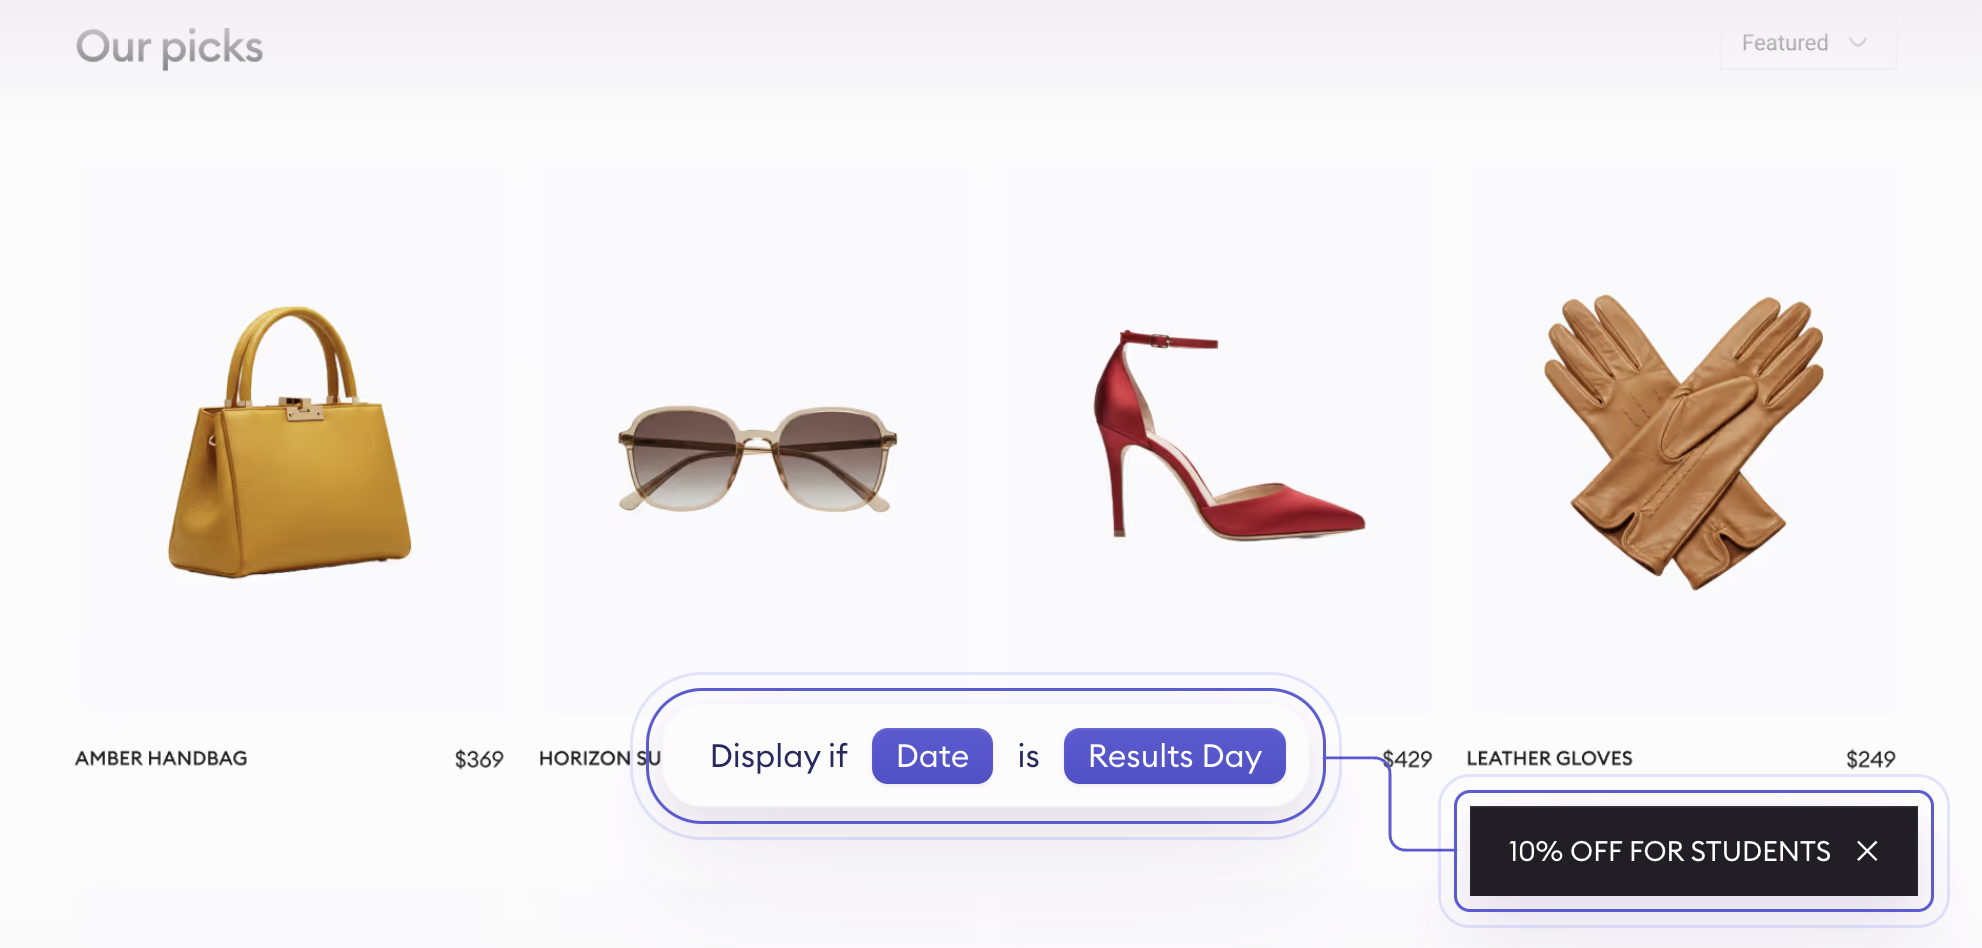 Our picks
Featured
AMBER HANDBAG $369
HORIZON SU
$429
LEATHER GLOVES $249
Display if Date is Results Day
10% OFF FOR STUDENTS